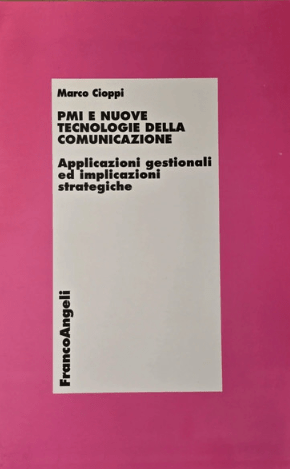 Marco Cioppi
PMI E NUOVE
TECNOLOGIE DELLA
COMUNICAZIONE
Applicazioni gestionali
ed implicazioni
strategiche
FrancoAngeli